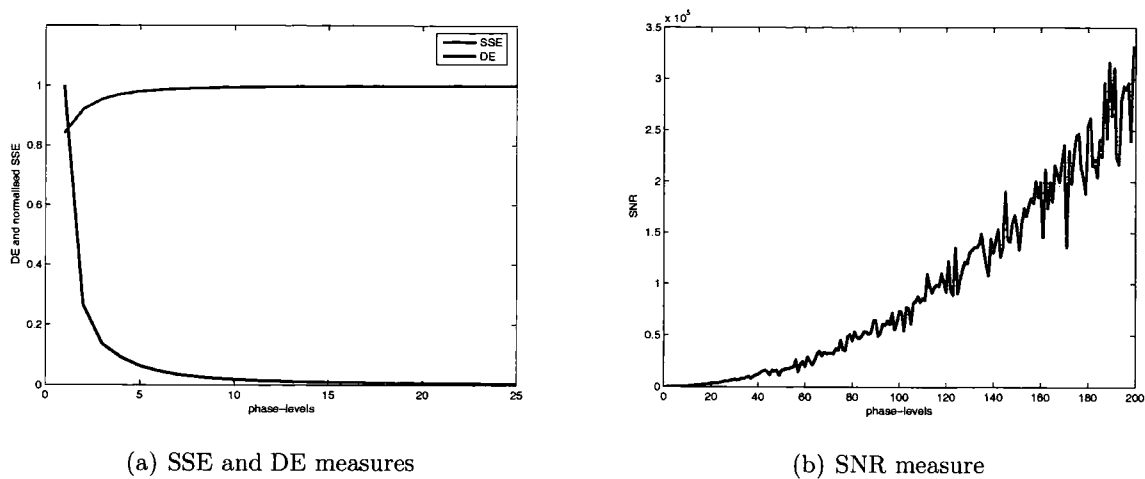 SSE
DE
1
0.8
0.6
0.4
0.2
0
DE and normalised SSE
0 5 10 15 20 25
phase-levels
(a) SSE and DE measures
x 10^5
3.5
3
2.5
2
1.5
1
0.5
0
SNR
0 20 40 60 80 100 120 140 160 180 200
phase-levels
(b) SNR measure